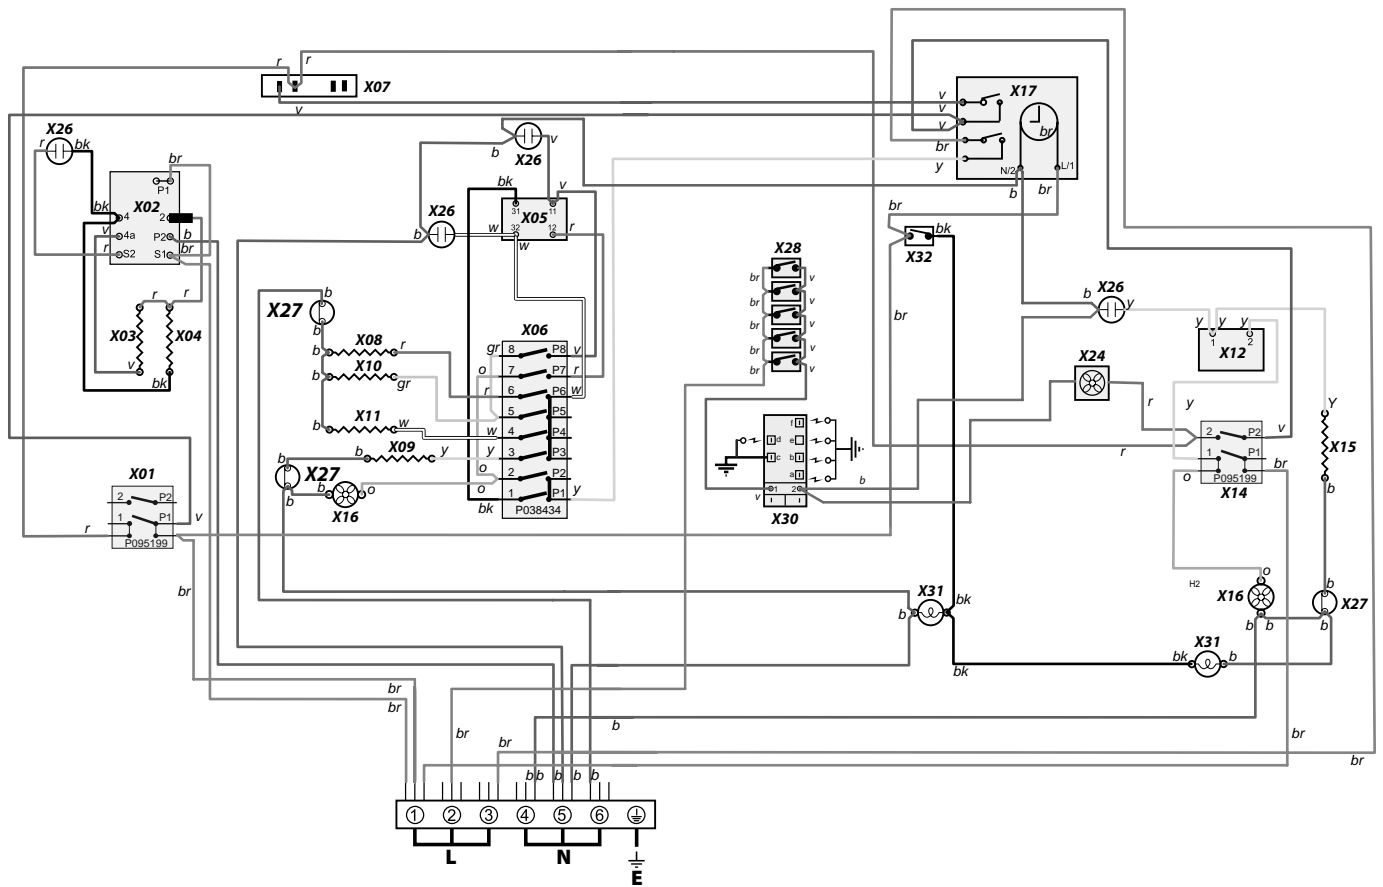 r
r
X07
v
X17
v
v
v
br
br
y
N/2
L/1
b
br
X26
r
bk
br
P1
bk
4
X02
2
v
4a
P2
b
r
S2
S1
br
r
r
X03
X04
v
bk
b
X26
v
bk
v
31
11
X26
X05
w
32
12
r
b
w
br
bk
X32
X28
br
v
br
v
br
v
br
v
br
v
br
X26
b
y
y
y
y
1
2
X12
b
X27
b
X06
X08
b
r
gr
8
P8
v
X10
o
7
P7
r
b
gr
r
6
P6
w
5
P5
X11
b
w
w
4
P4
X09
b
b
y
y
3
P3
X27
o
2
P2
b
b
o
o
1
P1
y
X16
bk
P038434
X24
r
y
Y
f
d
e
c
b
a
1
2
b
v
X30
r
2
P2
v
1
P1
br
o
P095199
X14
X15
b
X01
2
P2
1
P1
v
r
P095199
br
X31
b
bk
H2
o
X16
b
b
b
X27
b
X31
bk
b
bk
br
br
br
br
b
br
br
b
b
b
b
b
1
2
3
4
5
6
L
N
E